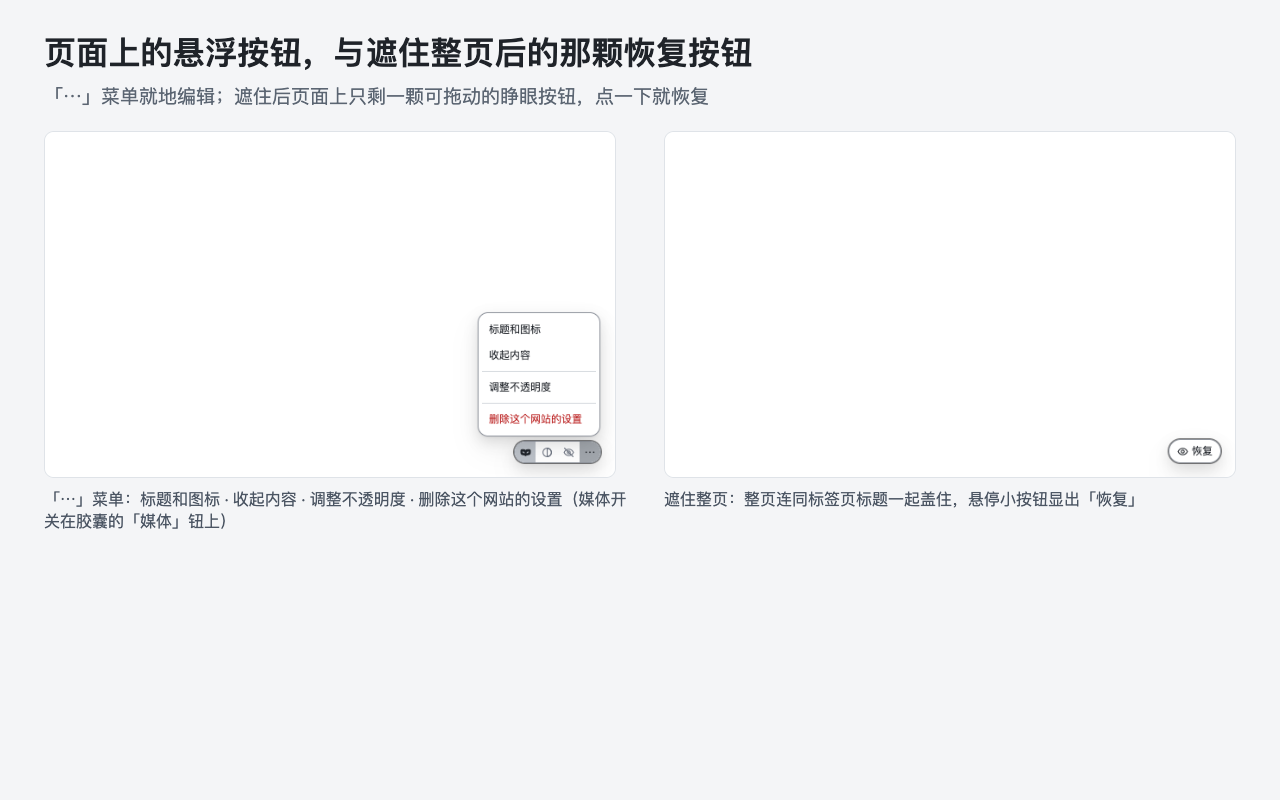 页面上的悬浮按钮，与遮住整页后的那颗恢复按钮
「···」菜单就地编辑；遮住后页面上只剩一颗可拖动的睁眼按钮，点一下就恢复
标题和图标
收起内容
调整不透明度
删除这个网站的设置
···
恢复
「···」菜单：标题和图标 · 收起内容 · 调整不透明度 · 删除这个网站的设置（媒体开
关在胶囊的「媒体」钮上）
遮住整页：整页连同标签页标题一起盖住，悬停小按钮显出「恢复」